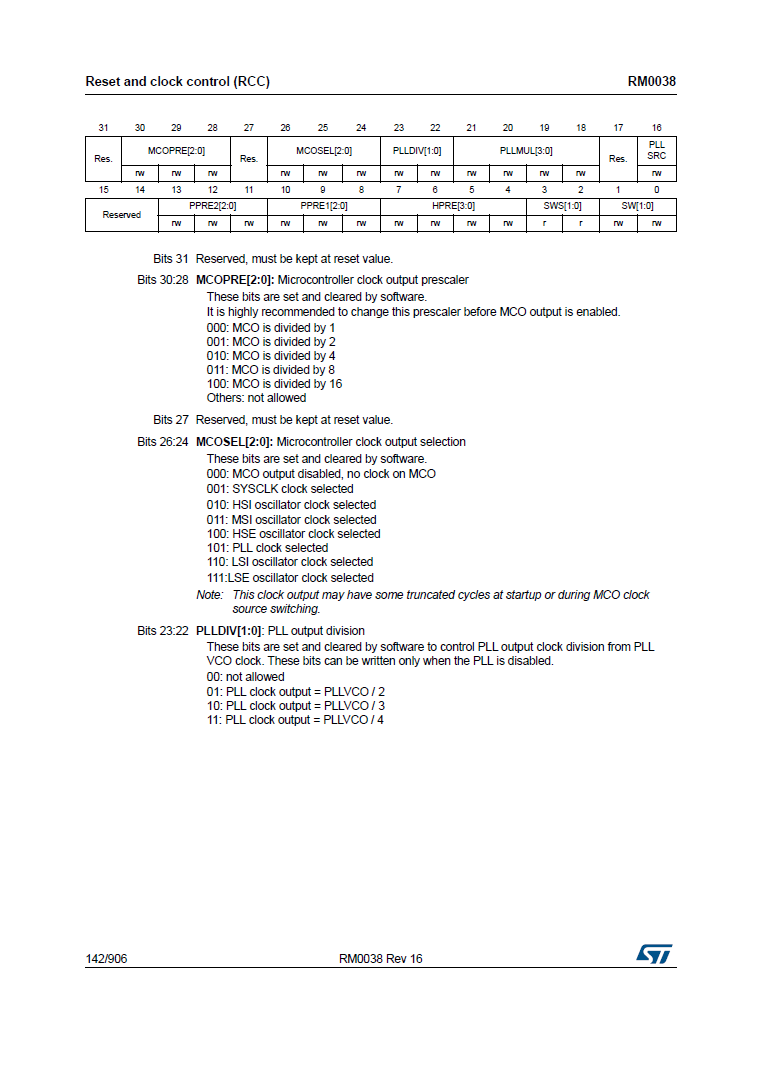 Reset and clock control (RCC) RM0038
31 30 29 28 27 26 25 24 23 22 21 20 19 18 17 16
Res. MCOPRE[2:0] Res. MCOSEL[2:0] PLLDIV[1:0] PLLMUL[3:0] Res. PLL SRC
rw rw rw rw rw rw rw rw rw rw rw rw rw
15 14 13 12 11 10 9 8 7 6 5 4 3 2 1 0
Reserved PPRE2[2:0] PPRE1[2:0] HPRE[3:0] SWS[1:0] SW[1:0]
rw rw rw rw rw rw rw rw rw rw r r rw rw
Bits 31 Reserved, must be kept at reset value.
Bits 30:28 MCOPRE[2:0]: Microcontroller clock output prescaler
These bits are set and cleared by software.
It is highly recommended to change this prescaler before MCO output is enabled.
000: MCO is divided by 1
001: MCO is divided by 2
010: MCO is divided by 4
011: MCO is divided by 8
100: MCO is divided by 16
Others: not allowed
Bits 27 Reserved, must be kept at reset value.
Bits 26:24 MCOSEL[2:0]: Microcontroller clock output selection
These bits are set and cleared by software.
000: MCO output disabled, no clock on MCO
001: SYSCLK clock selected
010: HSI oscillator clock selected
011: MSI oscillator clock selected
100: HSE oscillator clock selected
101: PLL clock selected
110: LSI oscillator clock selected
111:LSE oscillator clock selected
Note: This clock output may have some truncated cycles at startup or during MCO clock
source switching.
Bits 23:22 PLLDIV[1:0]: PLL output division
These bits are set and cleared by software to control PLL output clock division from PLL
VCO clock. These bits can be written only when the PLL is disabled.
00: not allowed
01: PLL clock output = PLLVCO / 2
10: PLL clock output = PLLVCO / 3
11: PLL clock output = PLLVCO / 4
142/906 RM0038 Rev 16 ST